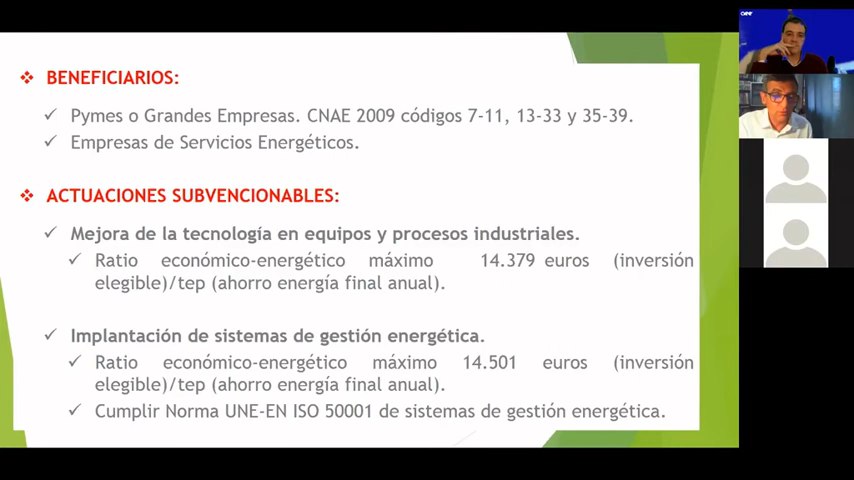 BENEFICIARIOS:
Pymes o Grandes Empresas. CNAE 2009 códigos 7-11, 13-33 y 35-39.
Empresas de Servicios Energéticos.
ACTUACIONES SUBVENCIONABLES:
Mejora de la tecnología en equipos y procesos industriales.
Ratio económico-energético máximo 14.379 euros (inversión
elegible)/tep (ahorro energía final anual).
Implantación de sistemas de gestión energética.
Ratio económico-energético máximo 14.501 euros (inversión
elegible)/tep (ahorro energía final anual).
Cumplir Norma UNE-EN ISO 50001 de sistemas de gestión energética.